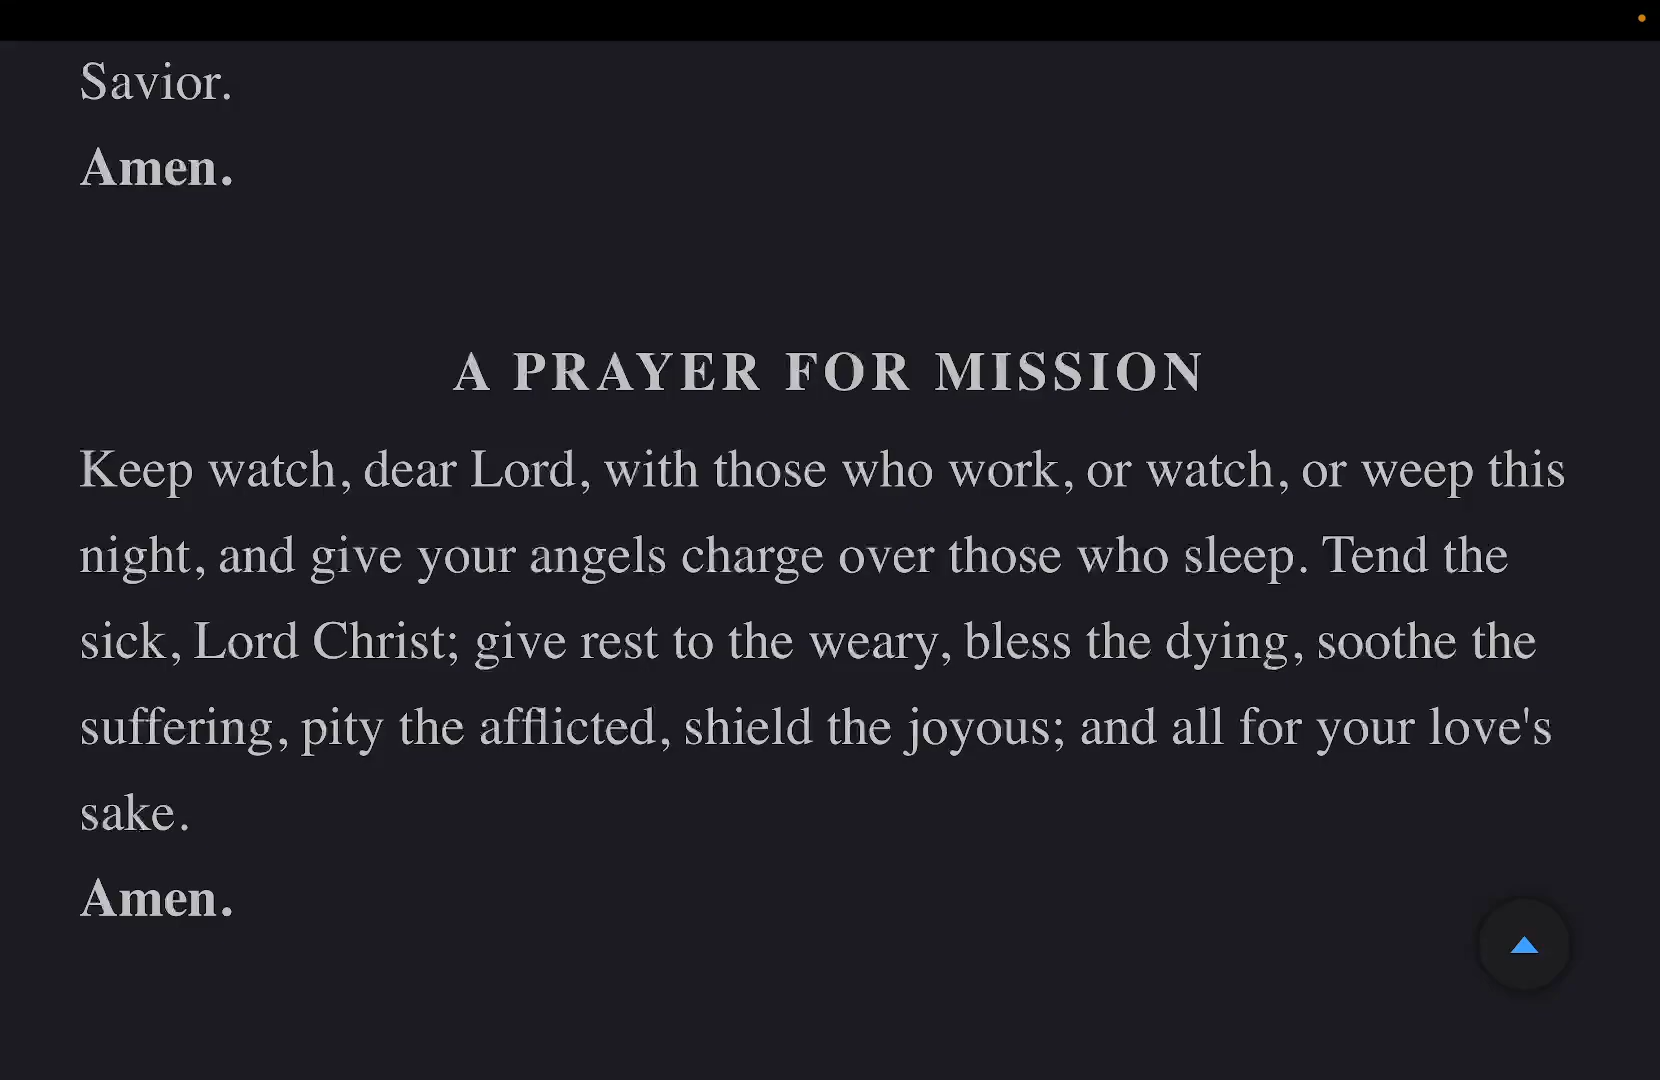 Savior.
Amen.
A PRAYER FOR MISSION
Keep watch, dear Lord, with those who work, or watch, or weep this
night, and give your angels charge over those who sleep. Tend the
sick, Lord Christ; give rest to the weary, bless the dying, soothe the
suffering, pity the afflicted, shield the joyous; and all for your love's
sake.
Amen.